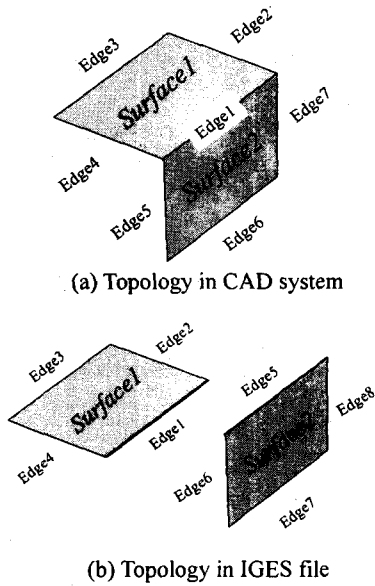 Edge3
Edge2
Surface1
Edge1
Edge7
Edge4
Surface2
Edge5
Edge6
(a) Topology in CAD system
Edge3
Edge2
Surface1
Edge5
Edge8
Edge4
Edge1
Surface2
Edge6
Edge7
(b) Topology in IGES file